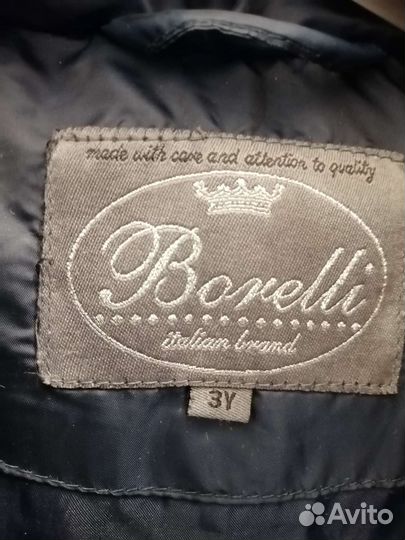 made with care and attention to quality
Borelli
italian brand
3Y
Avito